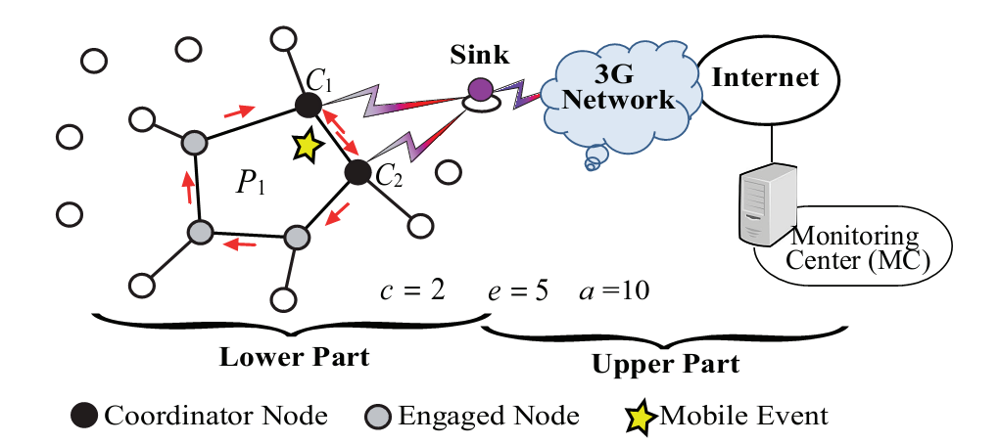 Sink
3G
Network
Internet
C1
C2
P1
Monitoring
Center (MC)
c = 2 e = 5 a =10
Lower Part
Upper Part
Coordinator Node Engaged Node Mobile Event